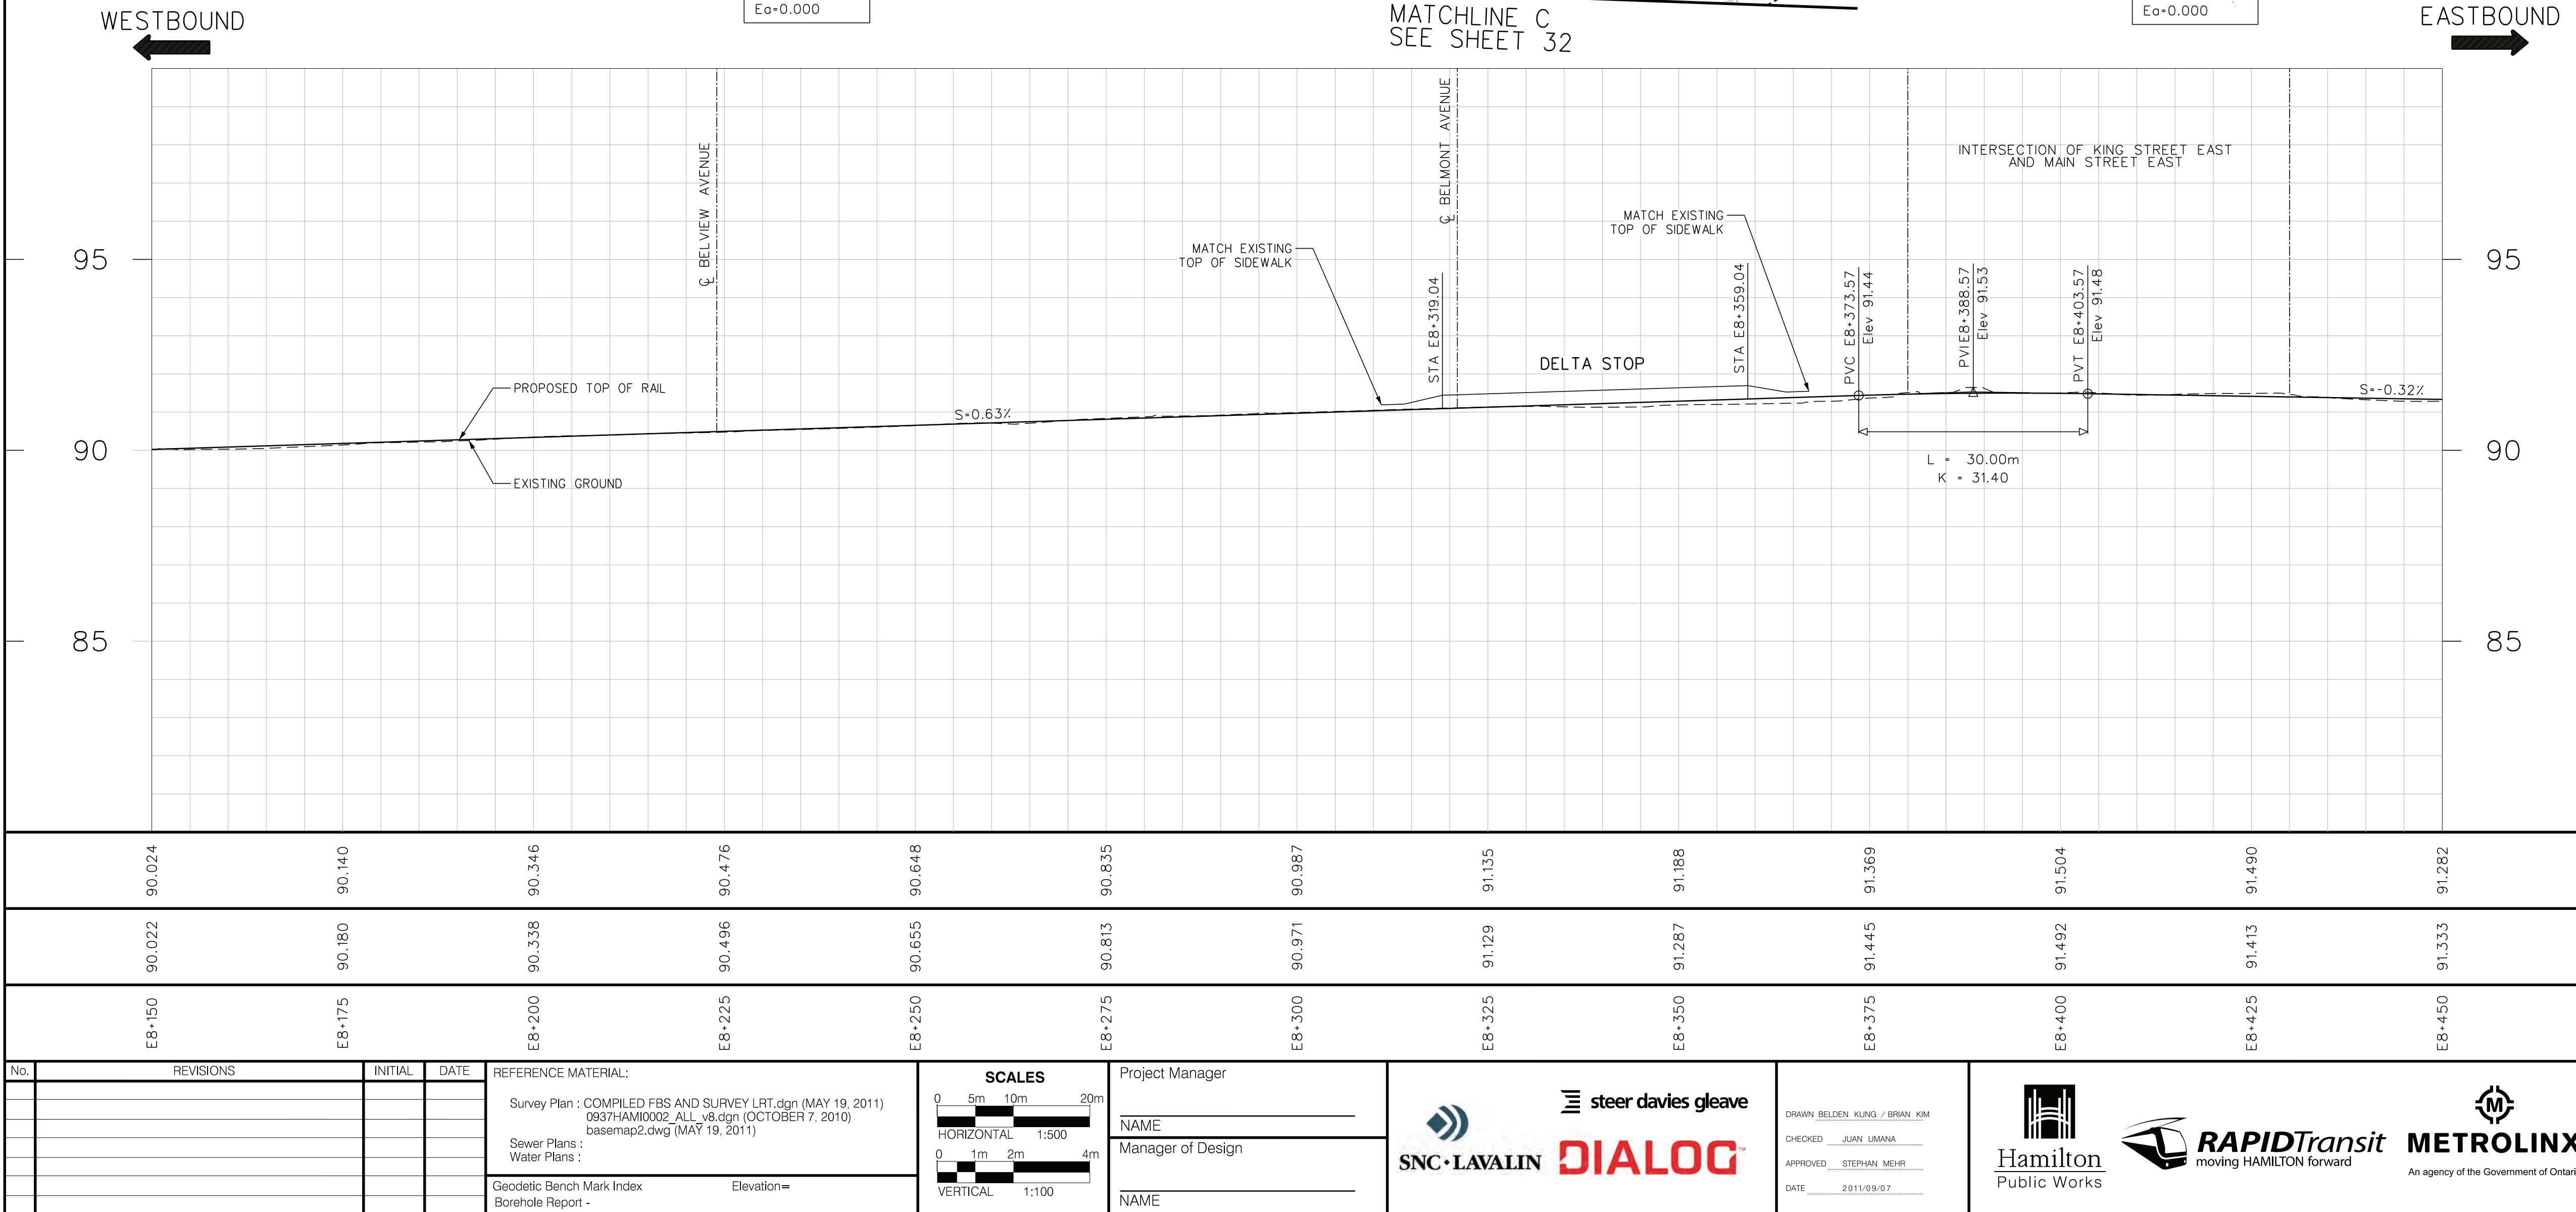 WESTBOUND
Ea=0.000
MATCHLINE C
SEE SHEET 32
Ea=0.000
EASTBOUND
℄ BELVIEW AVENUE
℄ BELMONT AVENUE
INTERSECTION OF KING STREET EAST
AND MAIN STREET EAST
MATCH EXISTING
TOP OF SIDEWALK
MATCH EXISTING
TOP OF SIDEWALK
95
95
STA E8+319.04
STA E8+359.04
PVC E8+373.57
Elev 91.44
PVI E8+388.57
Elev 91.53
PVT E8+403.57
Elev 91.48
DELTA STOP
PROPOSED TOP OF RAIL
S=0.63%
S=-0.32%
90
90
L = 30.00m
K = 31.40
EXISTING GROUND
85
85
90.024 90.140 90.346 90.476 90.648 90.835 90.987 91.135 91.188 91.369 91.504 91.490 91.282
90.022 90.180 90.338 90.496 90.655 90.813 90.971 91.129 91.287 91.445 91.492 91.413 91.333
E8+150 E8+175 E8+200 E8+225 E8+250 E8+275 E8+300 E8+325 E8+350 E8+375 E8+400 E8+425 E8+450
No. REVISIONS INITIAL DATE
REFERENCE MATERIAL:
Survey Plan : COMPILED FBS AND SURVEY LRT.dgn (MAY 19, 2011)
0937HAMI0002_ALL_v8.dgn (OCTOBER 7, 2010)
basemap2.dwg (MAY 19, 2011)
Sewer Plans :
Water Plans :
Geodetic Bench Mark Index Elevation=
Borehole Report -
SCALES
0 5m 10m 20m
HORIZONTAL 1:500
0 1m 2m 4m
VERTICAL 1:100
Project Manager
NAME
Manager of Design
NAME
steer davies gleave
SNC•LAVALIN
DIALOG™
DRAWN BELDEN KUNG / BRIAN KIM
CHECKED JUAN UMANA
APPROVED STEPHAN MEHR
DATE 2011/09/07
Hamilton
Public Works
RAPIDTransit
moving HAMILTON forward
M
METROLINX
An agency of the Government of Ontari